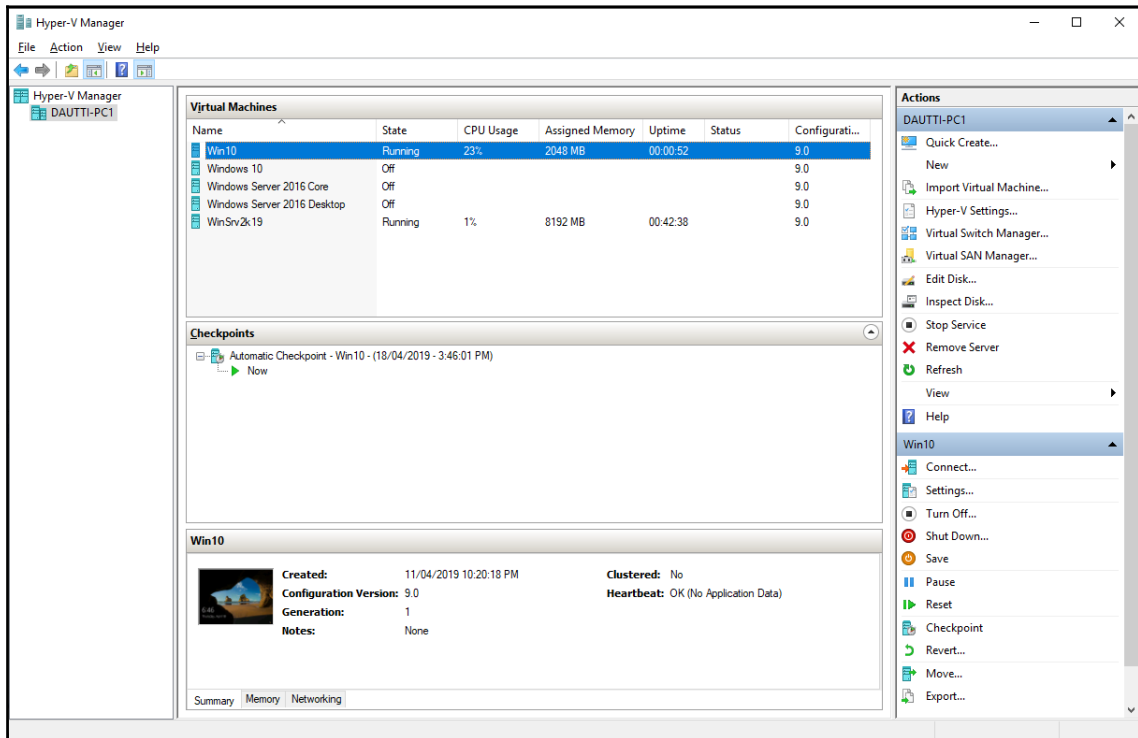 Hyper-V Manager
File Action View Help
Hyper-V Manager
DAUTTI-PC1
Virtual Machines
Name State CPU Usage Assigned Memory Uptime Status Configurati...
Win10 Running 23% 2048 MB 00:00:52 9.0
Windows 10 Off 9.0
Windows Server 2016 Core Off 9.0
Windows Server 2016 Desktop Off 9.0
WinSrv2k19 Running 1% 8192 MB 00:42:38 9.0
Checkpoints
Automatic Checkpoint - Win10 - (18/04/2019 - 3:46:01 PM)
Now
Win10
Created: 11/04/2019 10:20:18 PM Clustered: No
Configuration Version: 9.0 Heartbeat: OK (No Application Data)
Generation: 1
Notes: None
6:46
Summary Memory Networking
Actions
DAUTTI-PC1
Quick Create...
New
Import Virtual Machine...
Hyper-V Settings...
Virtual Switch Manager...
Virtual SAN Manager...
Edit Disk...
Inspect Disk...
Stop Service
Remove Server
Refresh
View
Help
Win10
Connect...
Settings...
Turn Off...
Shut Down...
Save
Pause
Reset
Checkpoint
Revert...
Move...
Export...